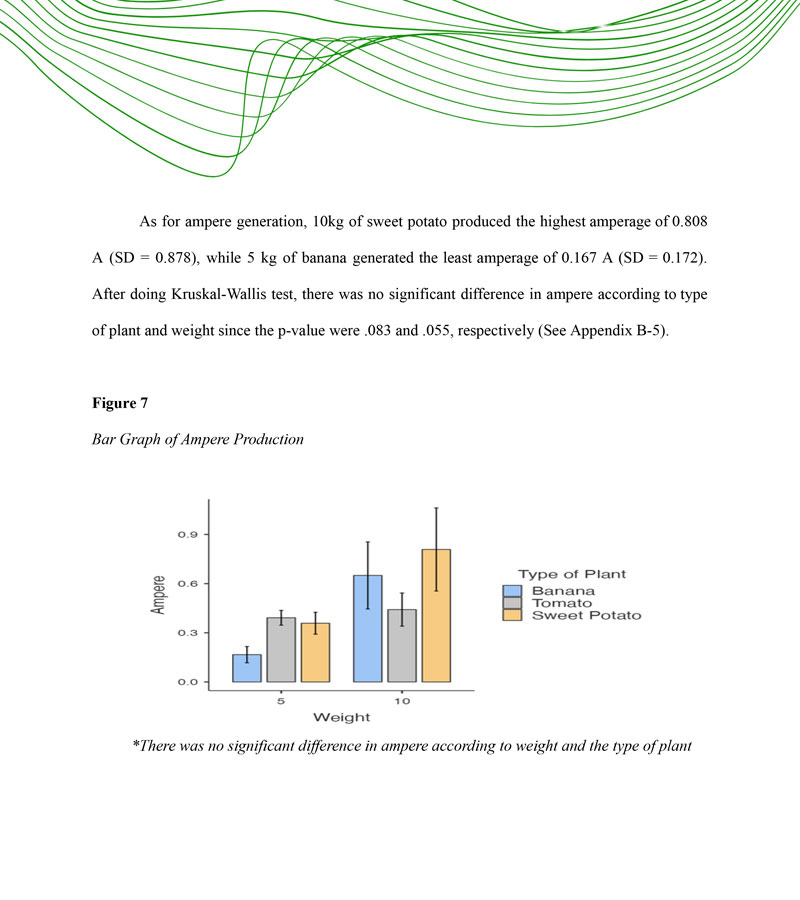 As for ampere generation, 10kg of sweet potato produced the highest amperage of 0.808
A (SD = 0.878), while 5 kg of banana generated the least amperage of 0.167 A (SD = 0.172).
After doing Kruskal-Wallis test, there was no significant difference in ampere according to type
of plant and weight since the p-value were .083 and .055, respectively (See Appendix B-5).
Figure 7
Bar Graph of Ampere Production
0.9
0.6
0.3
0.0
Ampere
5
10
Weight
Type of Plant
Banana
Tomato
Sweet Potato
*There was no significant difference in ampere according to weight and the type of plant